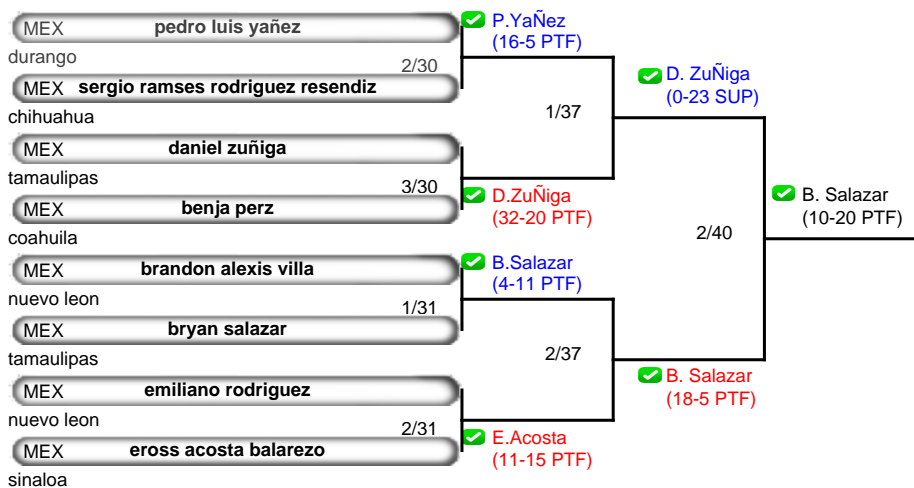 MEX pedro luis yañez
durango
2/30
MEX sergio ramses rodriguez resendiz
chihuahua
MEX daniel zuñiga
tamaulipas
3/30
MEX benja perz
coahuila
MEX brandon alexis villa
nuevo leon
1/31
MEX bryan salazar
tamaulipas
MEX emiliano rodriguez
nuevo leon
2/31
MEX eross acosta balarezo
sinaloa
P.YaÑez
(16-5 PTF)
1/37
D.ZuÑiga
(32-20 PTF)
B.Salazar
(4-11 PTF)
2/37
E.Acosta
(11-15 PTF)
D. ZuÑiga
(0-23 SUP)
2/40
B. Salazar
(18-5 PTF)
B. Salazar
(10-20 PTF)